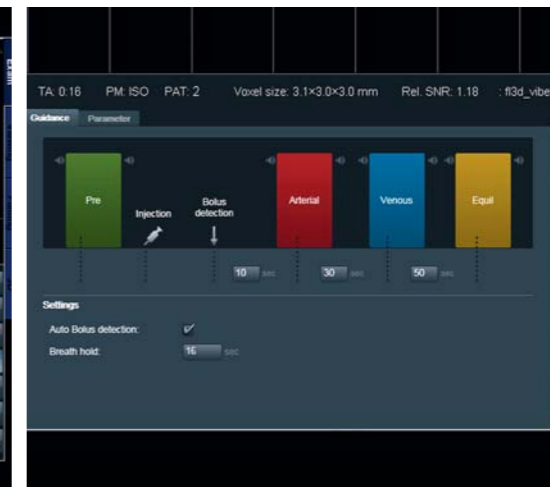 Exam
TA: 0:16 PM: ISO PAT: 2 Voxel size: 3.1×3.0×3.0 mm Rel. SNR: 1.18 : fl3d_vibe
Guidance Parameter
Pre Injection Bolus detection Arterial Venous Equil
10 sec 30 sec 50 sec
Settings
Auto Bolus detection:
Breath hold: 16 sec